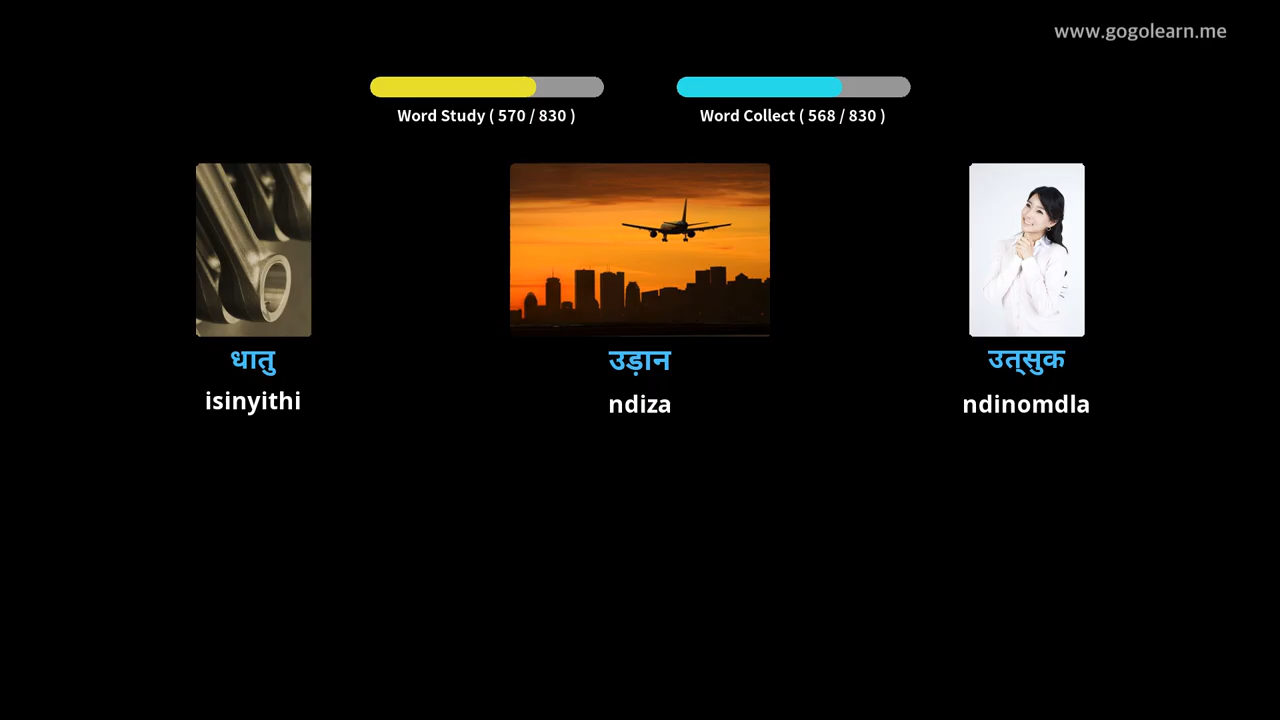 www.gogolearn.me
Word Study ( 570 / 830 )
Word Collect ( 568 / 830 )
धातु
उड़ान
उत्सुक
isinyithi
ndiza
ndinomdla